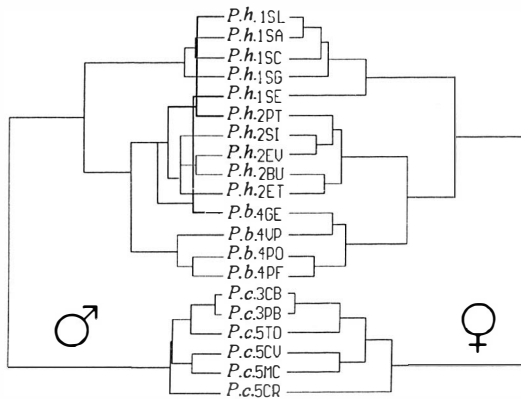 P.h.1SL
P.h.1SA
P.h.1SC
P.h.1SG
P.h.1SE
P.h.2PT
P.h.2SI
P.h.2EV
P.h.2BU
P.h.2ET
P.b.4GE
P.b.4VP
P.b.4PO
P.b.4PF
P.c.3CB
P.c.3PB
P.c.5TO
P.c.5CV
P.c.5MC
P.c.5CR